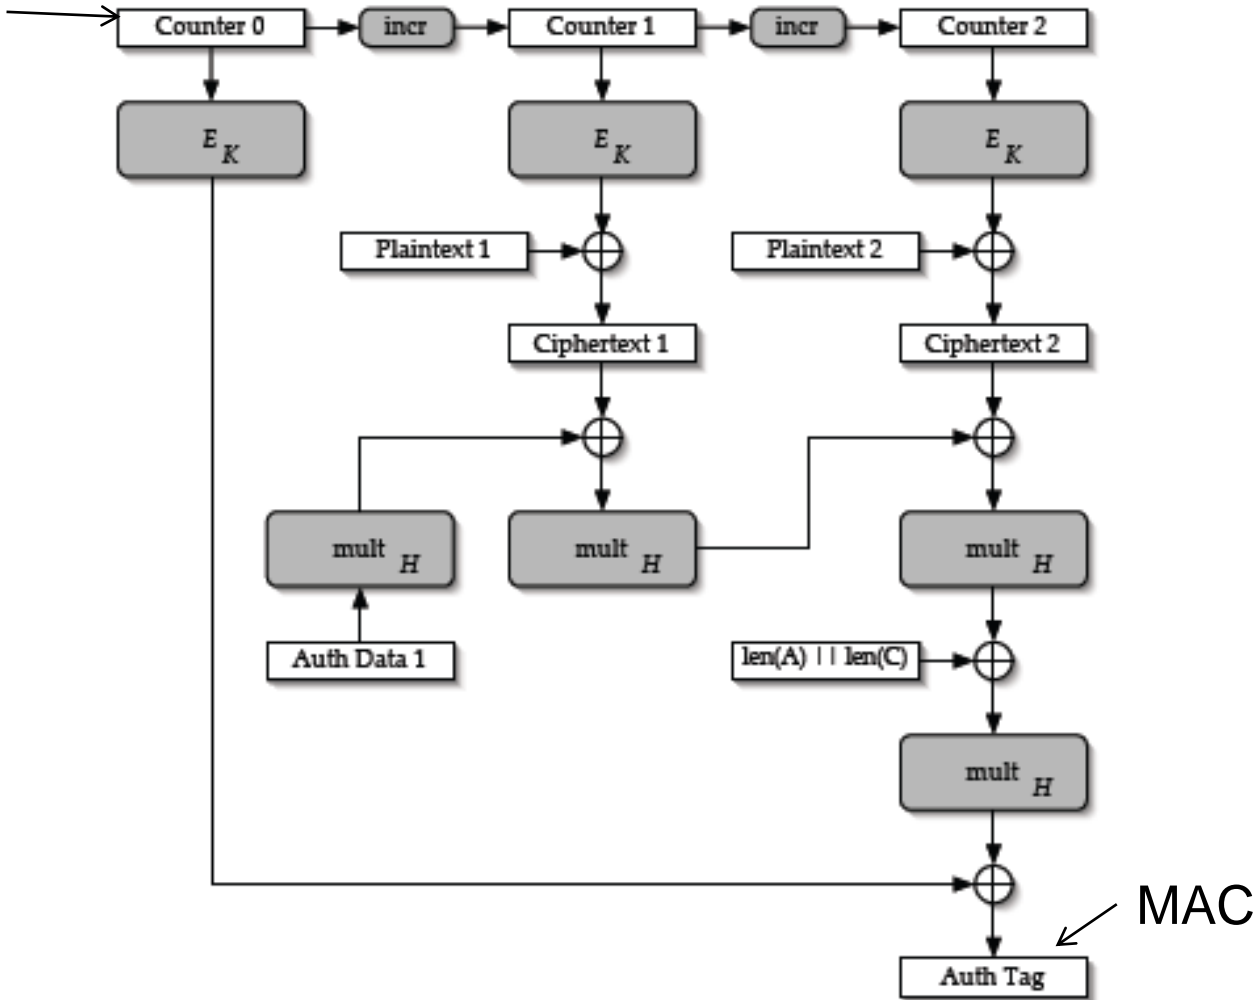 Counter 0
incr
Counter 1
incr
Counter 2
E K
E K
E K
Plaintext 1
Plaintext 2
Ciphertext 1
Ciphertext 2
mult H
mult H
mult H
Auth Data 1
len(A) || len(C)
mult H
MAC
Auth Tag